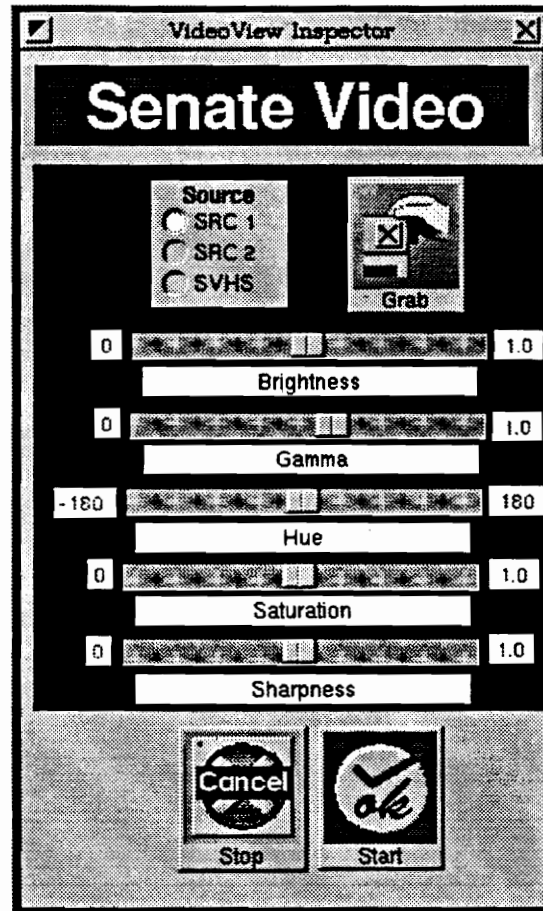 VideoView Inspector
Senate Video
Source
SRC 1
SRC 2
SVHS
Grab
0 1.0
Brightness
0 1.0
Gamma
-180 180
Hue
0 1.0
Saturation
0 1.0
Sharpness
Cancel
Stop
ok
Start